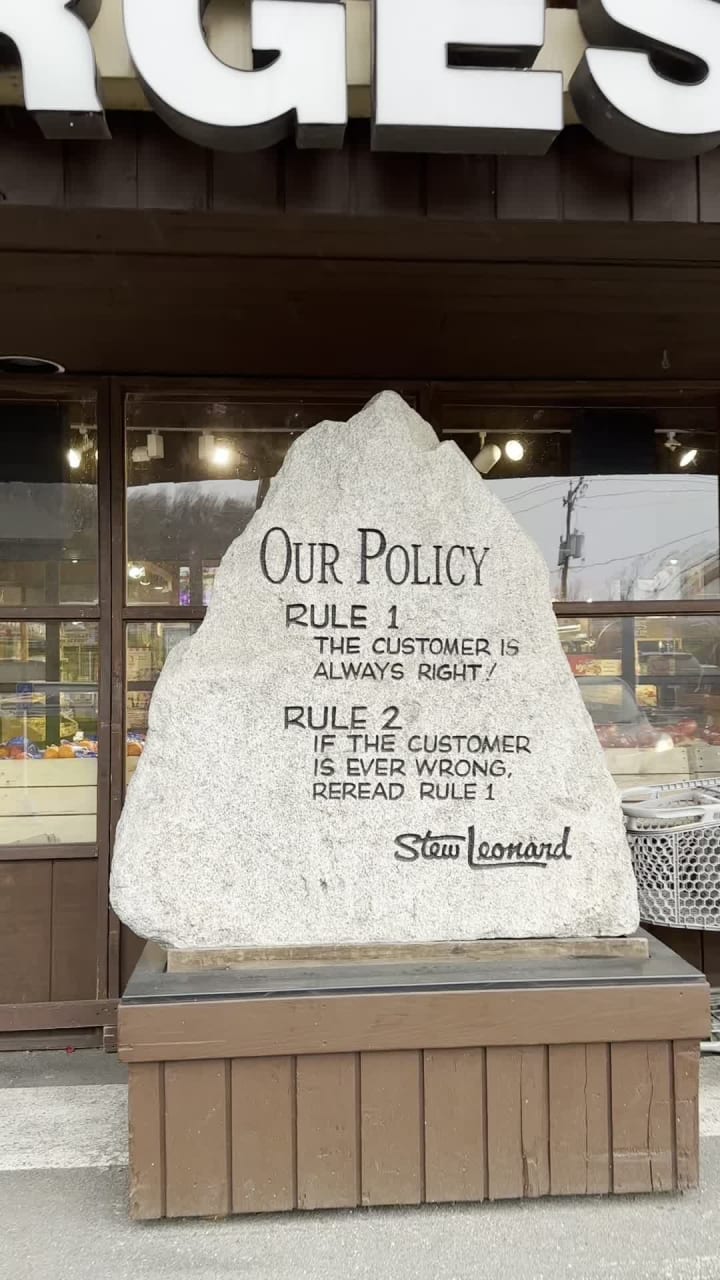 RGES
OUR POLICY
RULE 1
THE CUSTOMER IS
ALWAYS RIGHT!
RULE 2
IF THE CUSTOMER
IS EVER WRONG,
REREAD RULE 1
Stew Leonard